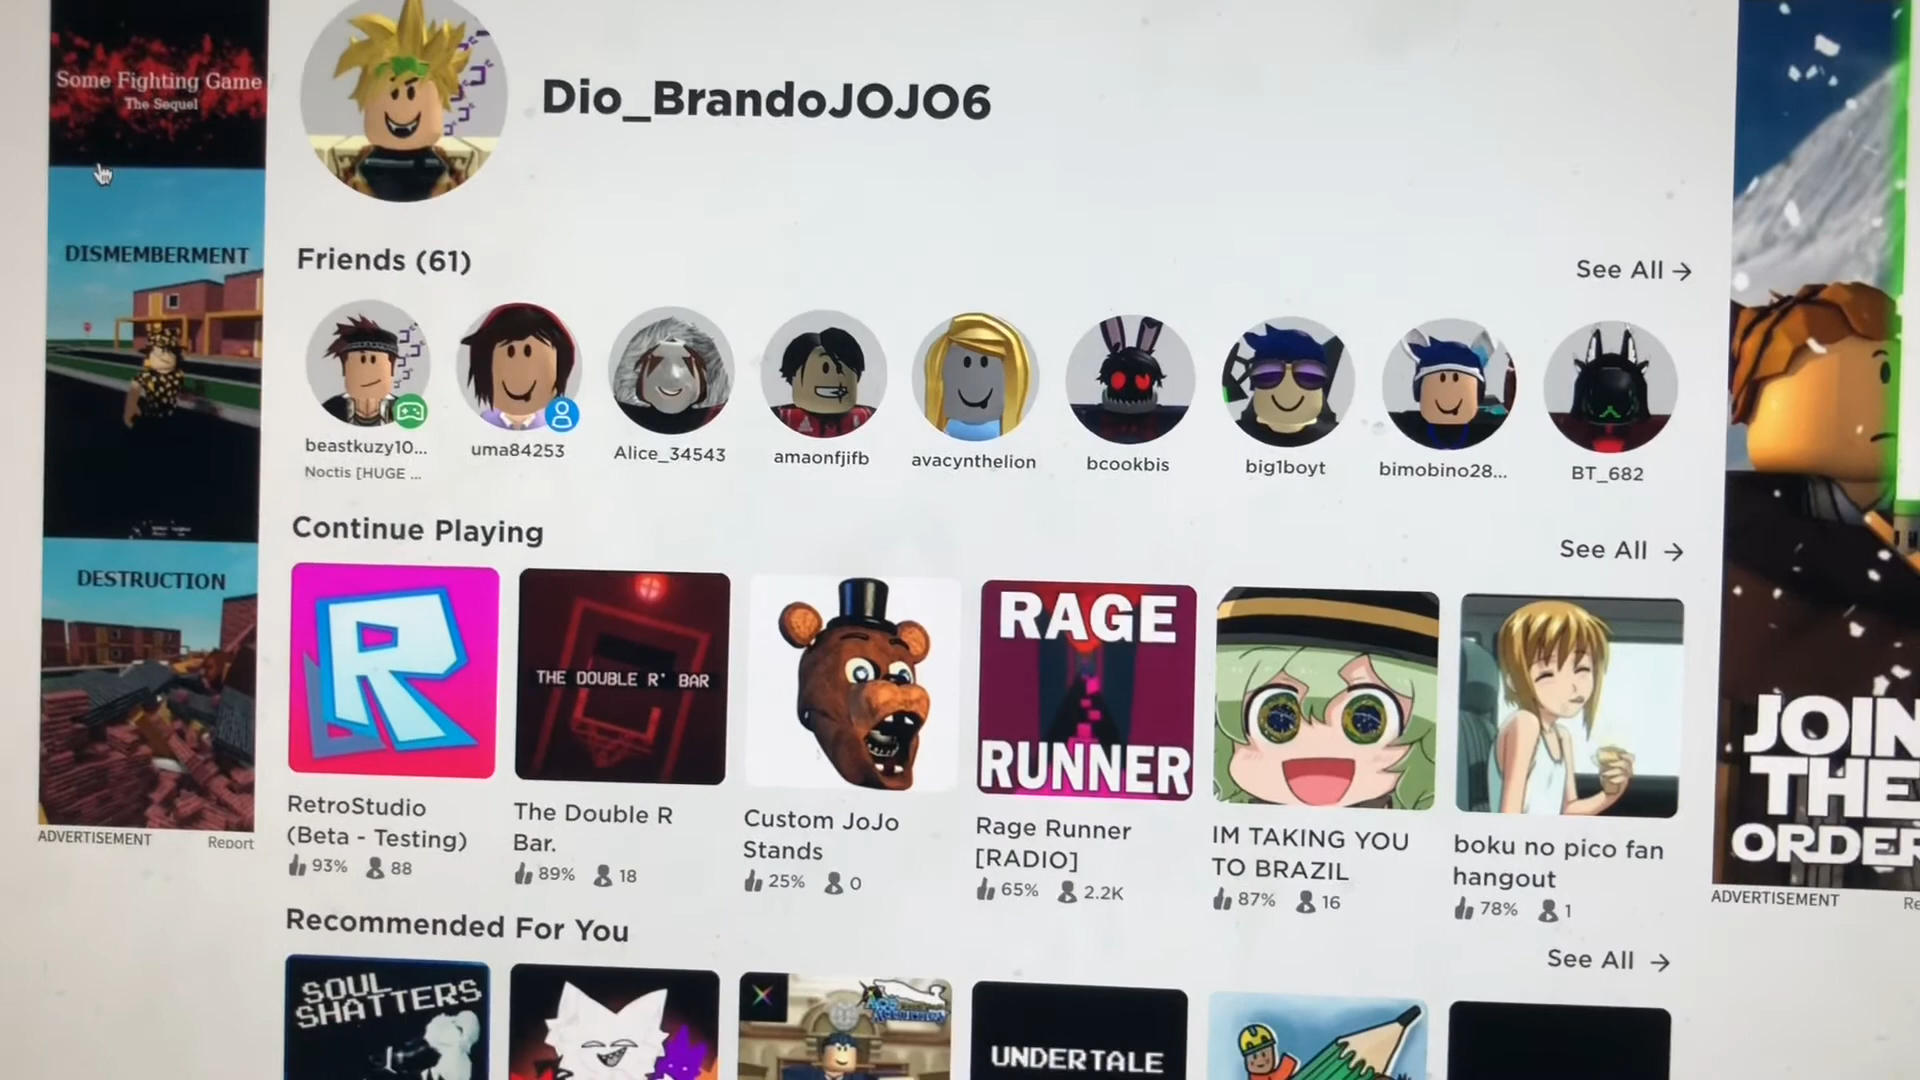 Some Fighting Game
The Sequel
DISMEMBERMENT
DESTRUCTION
ADVERTISEMENT
Report
Dio_BrandoJOJO6
Friends (61)
See All →
beastkuzy10...
Noctis [HUGE ...
uma84253
Alice_34543
amaonfjifb
avacynthelion
bcookbis
big1boyt
bimobino28...
BT_682
Continue Playing
See All →
THE DOUBLE R' BAR
RAGE
RUNNER
RetroStudio
(Beta - Testing)
93% 88
The Double R
Bar.
89% 18
Custom JoJo
Stands
25% 0
Rage Runner
[RADIO]
65% 2.2K
IM TAKING YOU
TO BRAZIL
87% 16
boku no pico fan
hangout
78% 1
Recommended For You
See All →
SOUL
SHATTERS
UNDERTALE
JOIN
THE
ORDER
ADVERTISEMENT
Re